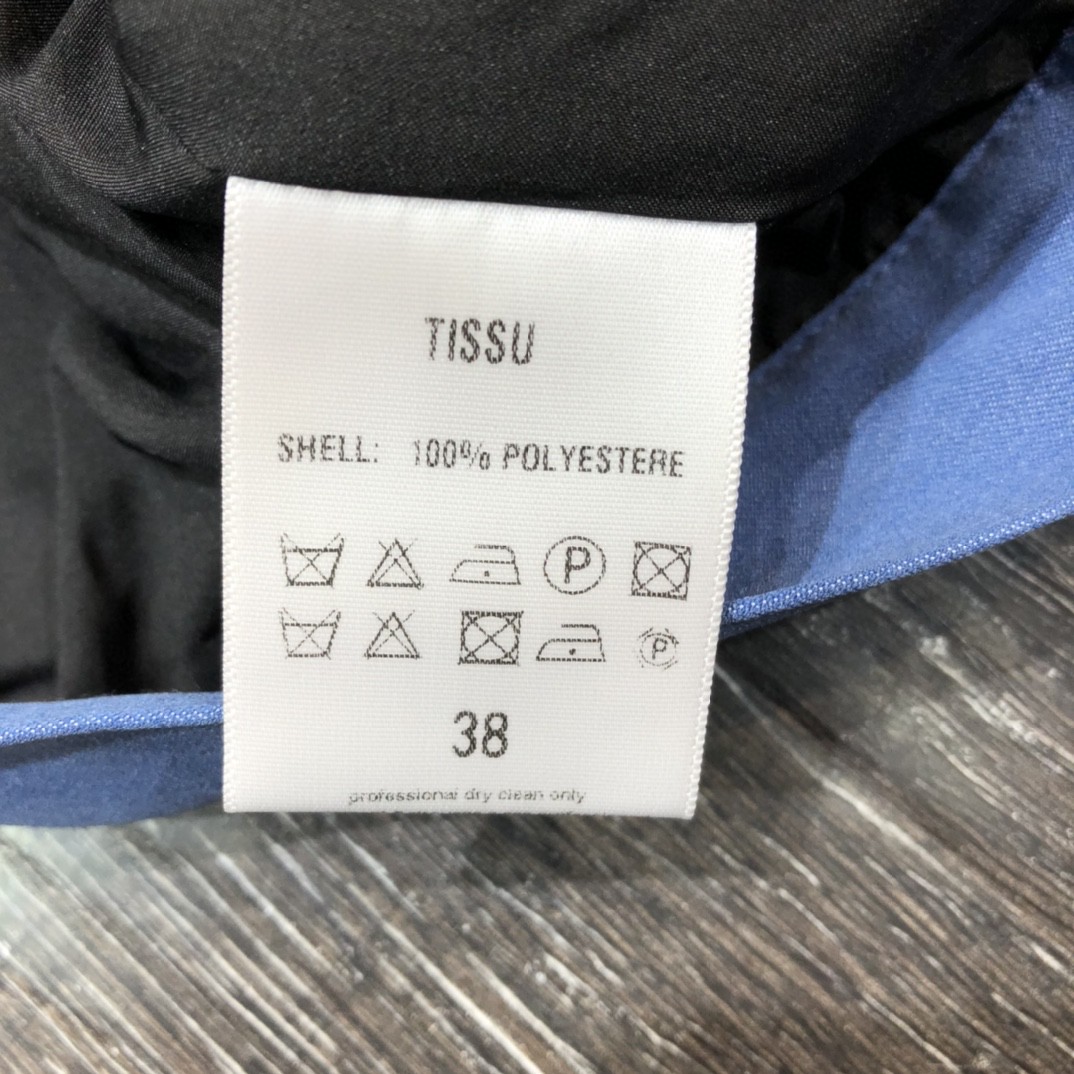 TISSU
SHELL: 100% POLYESTERE
P
P
38
professional dry clean only